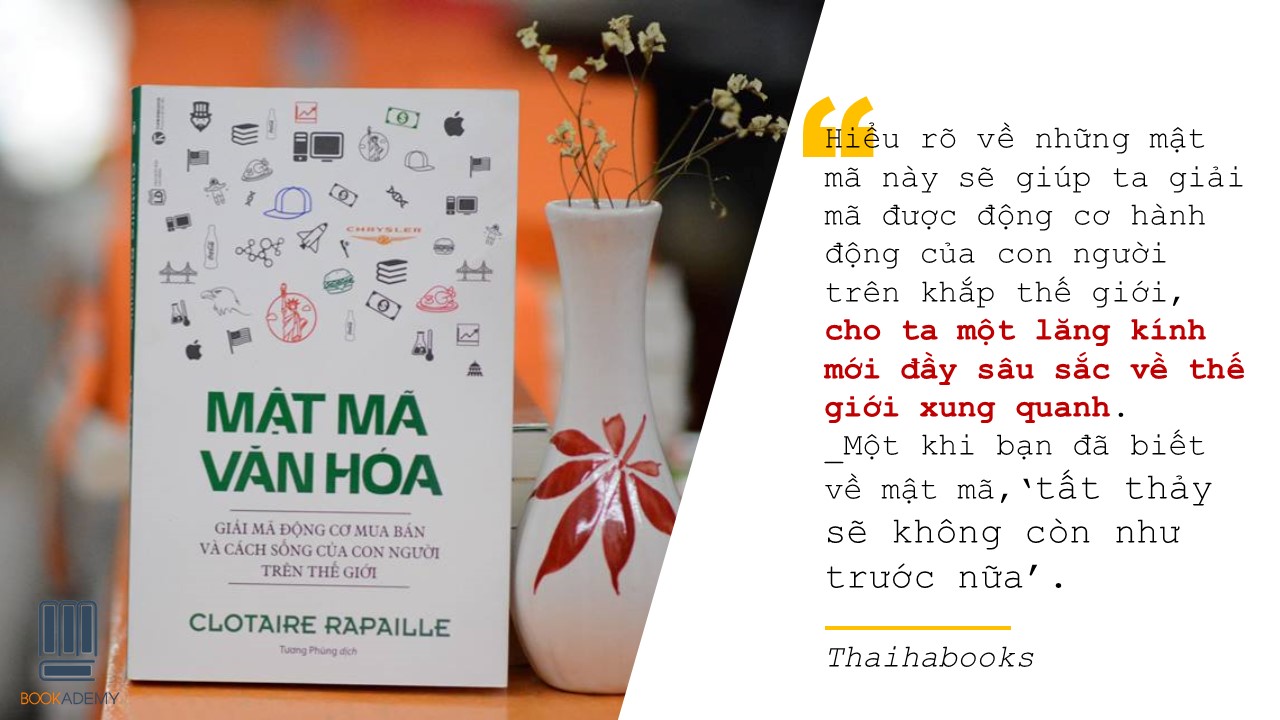 CHRYSLER
MẬT MÃ
VĂN HÓA
GIẢI MÃ ĐỘNG CƠ MUA BÁN
VÀ CÁCH SỐNG CỦA CON NGƯỜI
TRÊN THẾ GIỚI
CLOTAIRE RAPAILLE
Tương Phùng dịch
BOOKADEMY
“
Hiểu rõ về những mật
mã này sẽ giúp ta giải
mã được động cơ hành
động của con người
trên khắp thế giới,
cho ta một lăng kính
mới đầy sâu sắc về thế
giới xung quanh.
_Một khi bạn đã biết
về mật mã,‘tất thảy
sẽ không còn như
trước nữa’.
Thaihabooks